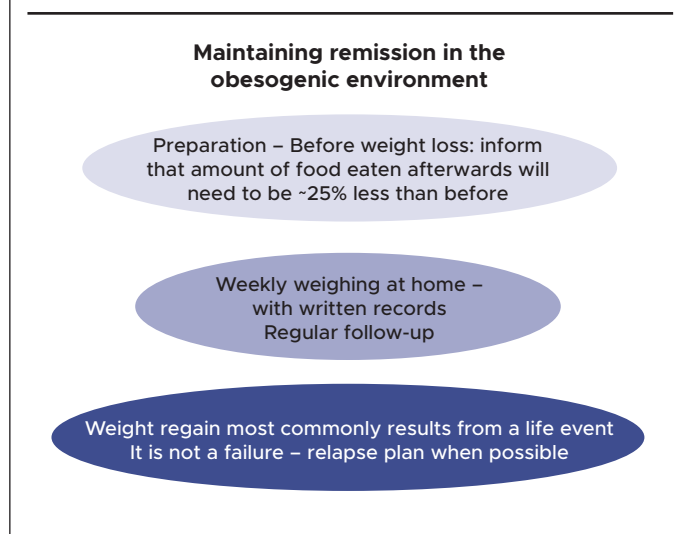 Maintaining remission in the
obesogenic environment
Preparation – Before weight loss: inform
that amount of food eaten afterwards will
need to be ~25% less than before
Weekly weighing at home –
with written records
Regular follow-up
Weight regain most commonly results from a life event
It is not a failure – relapse plan when possible